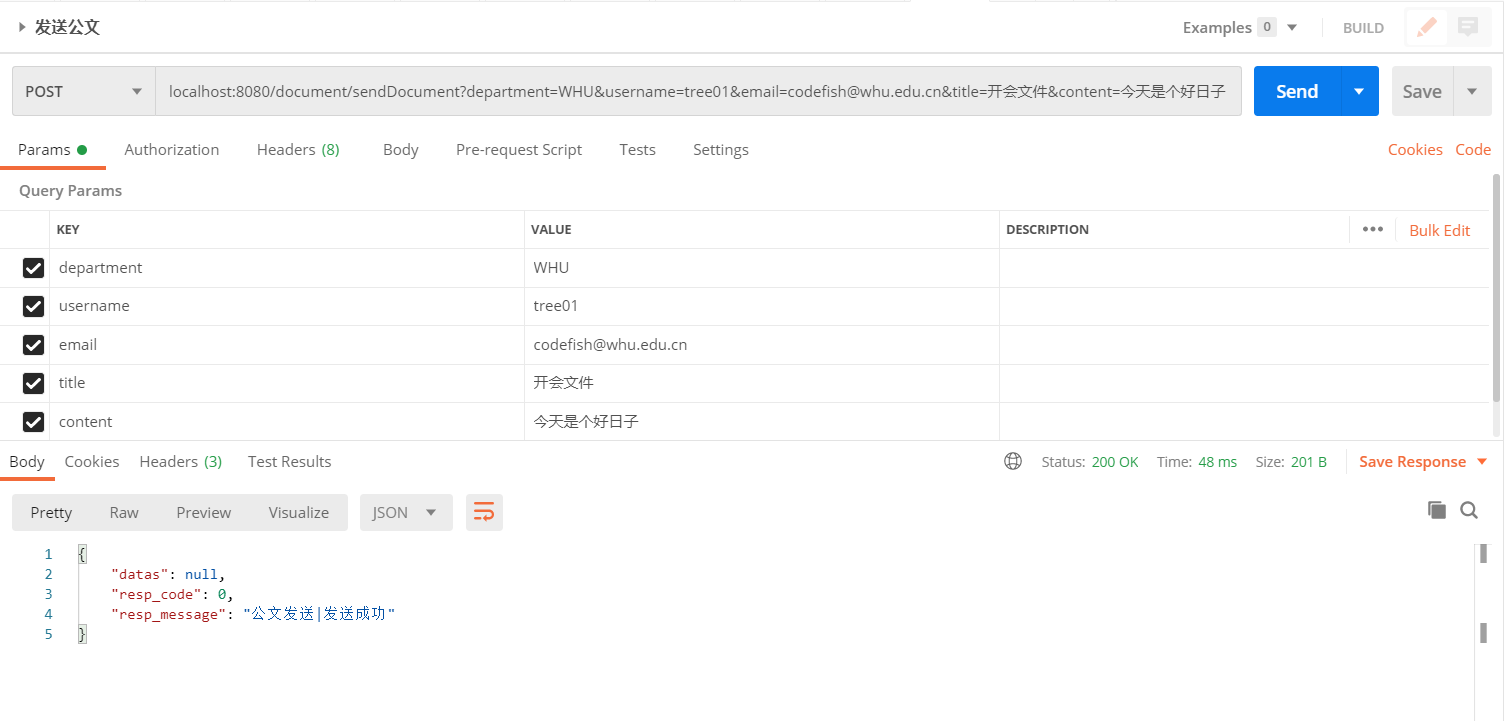 发送公文 Examples 0 BUILD
POST localhost:8080/document/sendDocument?department=WHU&username=tree01&email=codefish@whu.edu.cn&title=开会文件&content=今天是个好日子 Send Save
Params Authorization Headers (8) Body Pre-request Script Tests Settings Cookies Code
Query Params
KEY VALUE DESCRIPTION ••• Bulk Edit
department WHU
username tree01
email codefish@whu.edu.cn
title 开会文件
content 今天是个好日子
Body Cookies Headers (3) Test Results Status: 200 OK Time: 48 ms Size: 201 B Save Response
Pretty Raw Preview Visualize JSON
1 {
2 "datas": null,
3 "resp_code": 0,
4 "resp_message": "公文发送|发送成功"
5 }